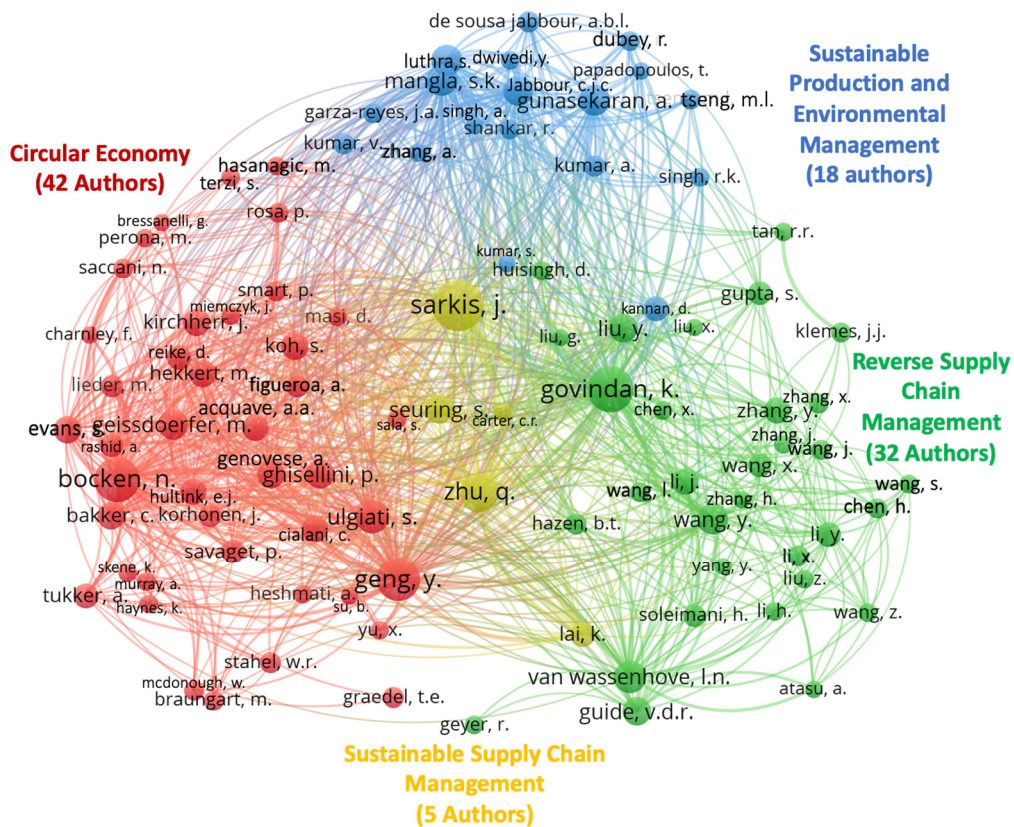 de sousa jabbour, a.b.l.
dubey, r.
luthra,s.
dwivedi,y.
papadopoulos, t.
mangla, s.k.
Jabbour, c.j.c.
gunasekaran, a.
tseng, m.l.
garza-reyes, j.a.
singh, a.
shankar, r.
kumar, v.
zhang, a.
kumar, a.
singh, r.k.
Sustainable
Production and
Environmental
Management
(18 authors)
Circular Economy
(42 Authors)
hasanagic, m.
terzi, s.
rosa, p.
bressanelli, g.
perona, m.
saccani, n.
tan, r.r.
kumar, s.
huisingh, d.
smart, p.
miemczyk, j.
kirchherr, j.
masi, d.
sarkis, j.
gupta, s.
kannan, d.
charnley, f.
koh, s.
liu, g.
liu, y.
liu, x.
klemes, j.j.
reike, d.
hekkert, m.
lieder, m.
figueroa, a.
govindan, k.
Reverse Supply
Chain
Management
(32 Authors)
acquave, a.a.
seuring, s.
carter, c.r.
sala, s.
chen, x.
zhang, x.
zhang, y.
evans, s.
geissdoerfer, m.
rashid, a.
zhang, j.
wang, j.
genovese, a.
wang, x.
bocken, n.
ghisellini, p.
hultink, e.j.
zhu, q.
wang, l.
li, j.
zhang, h.
wang, s.
chen, h.
bakker, c.
korhonen, j.
ulgiati, s.
cialani, c.
hazen, b.t.
wang, y.
li, y.
savaget, p.
li, x.
yang, y.
liu, z.
skene, k.
murray, a.
tukker, a.
haynes, k.
geng, y.
heshmati, a.
su, b.
soleimani, h.
li, h.
wang, z.
yu, x.
lai, k.
stahel, w.r.
mcdonough, w.
braungart, m.
graedel, t.e.
van wassenhove, l.n.
atasu, a.
guide, v.d.r.
geyer, r.
Sustainable Supply Chain
Management
(5 Authors)